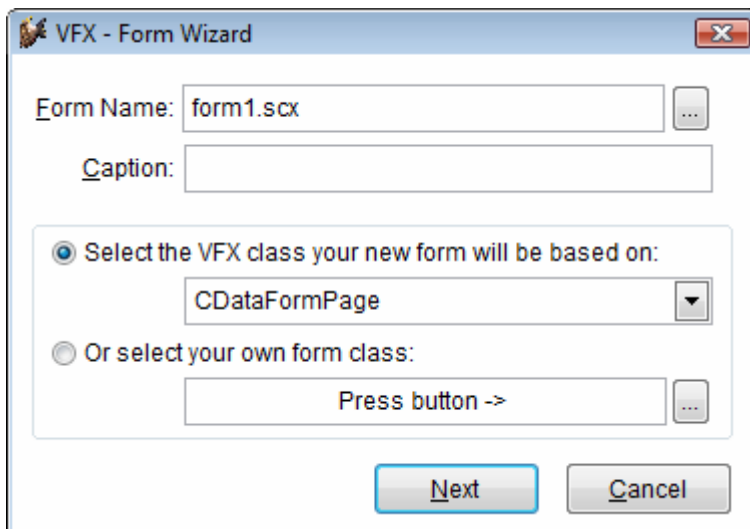 VFX - Form Wizard
Form Name: form1.scx ...
Caption:
Select the VFX class your new form will be based on:
CDataFormPage
Or select your own form class:
Press button -> ...
Next Cancel